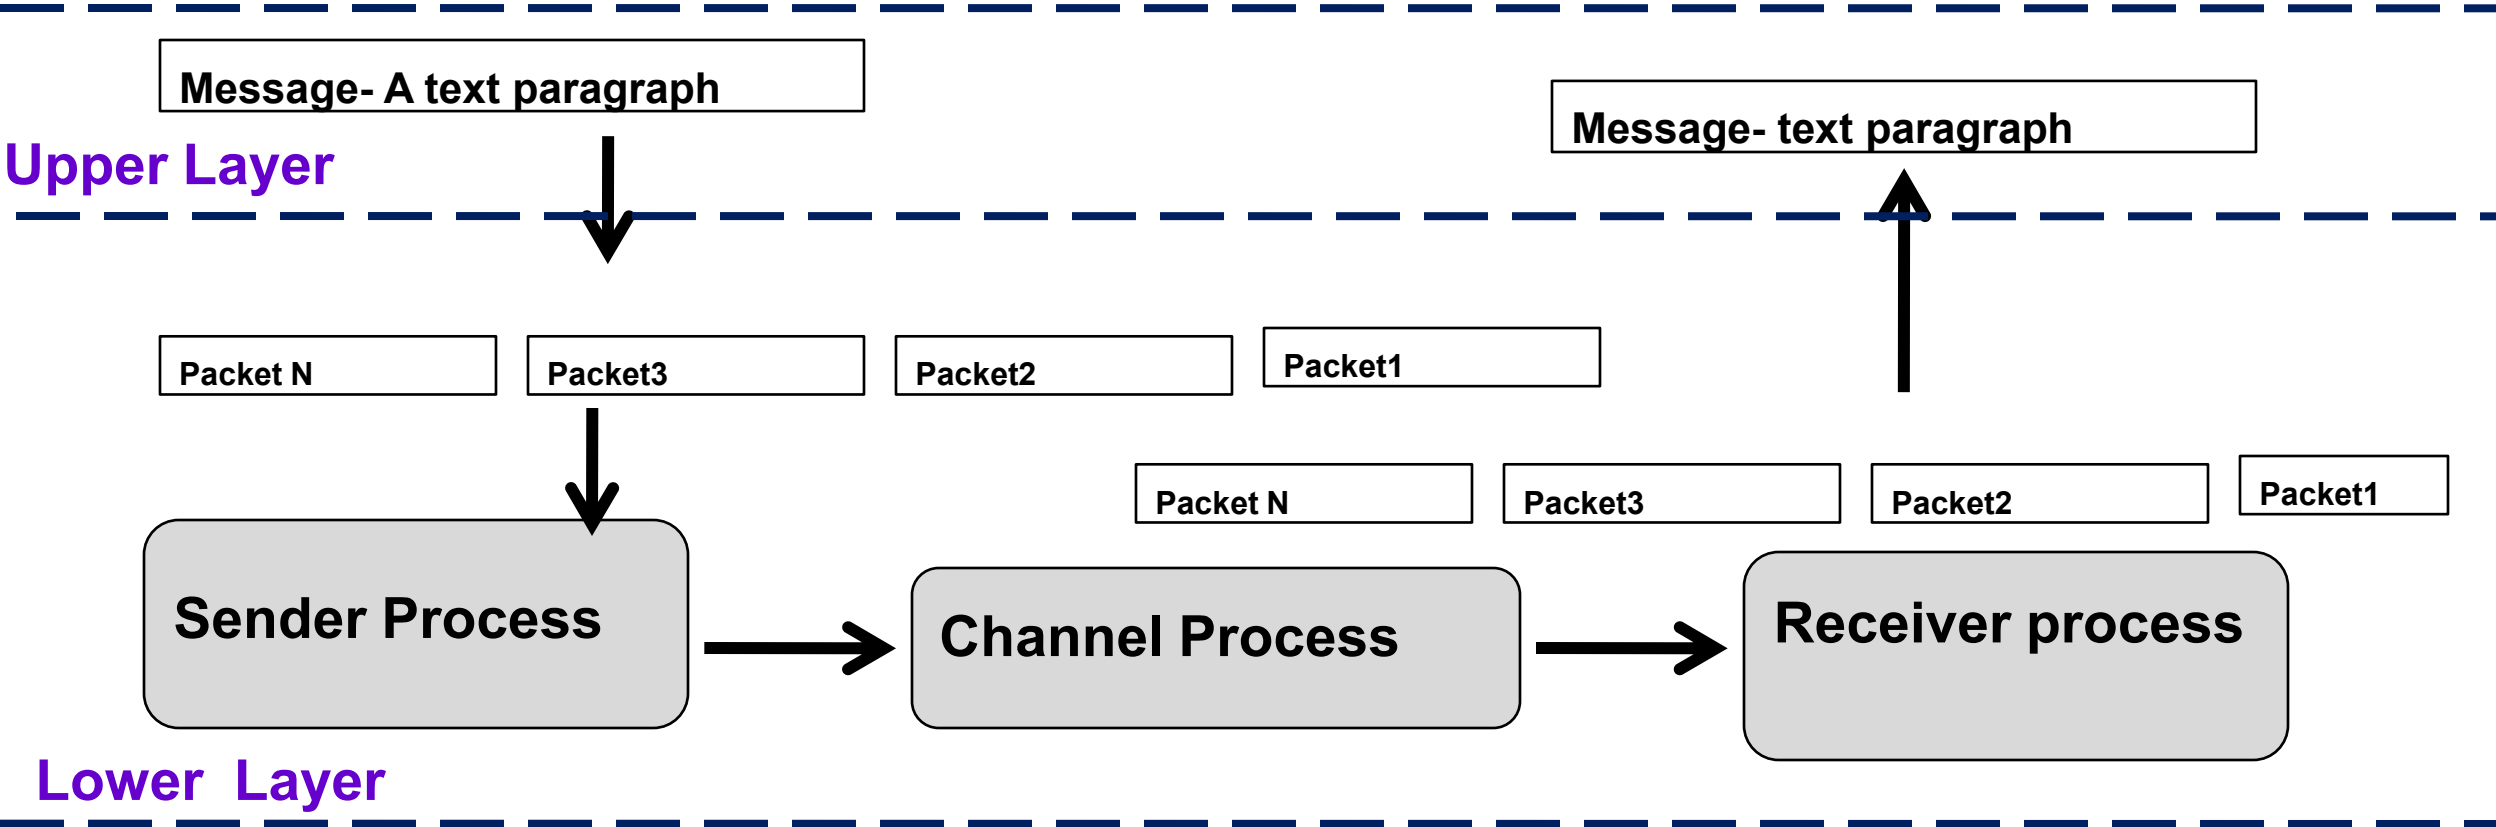 Message- A text paragraph
Message- text paragraph
Upper Layer
Packet N
Packet3
Packet2
Packet1
Packet N
Packet3
Packet2
Packet1
Sender Process
Channel Process
Receiver process
Lower  Layer